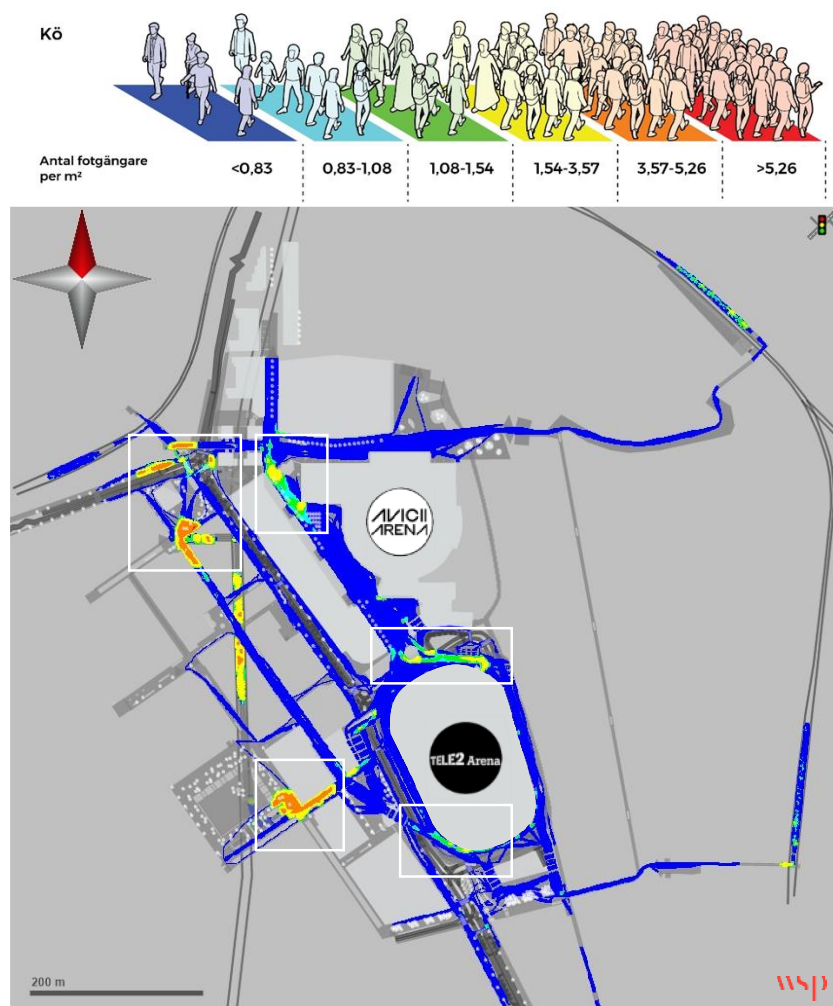 Kö
Antal fotgängare
per m²
<0,83
0,83-1,08
1,08-1,54
1,54-3,57
3,57-5,26
>5,26
AVICII
ARENA
TELE2 Arena
200 m
wsp